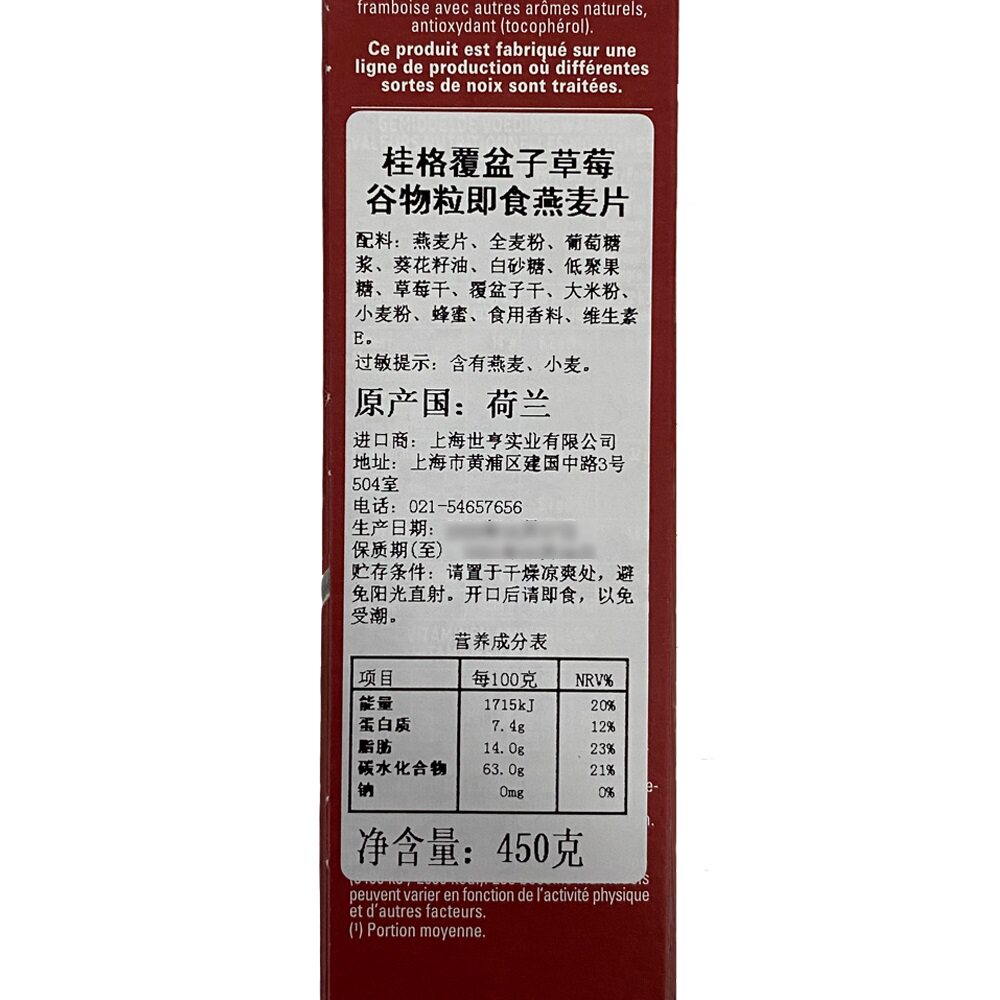 framboise avec autres arômes naturels,
antioxydant (tocophérol).
Ce produit est fabriqué sur une
ligne de production où différentes
sortes de noix sont traitées.
桂格覆盆子草莓
谷物粒即食燕麦片
配料：燕麦片、全麦粉、葡萄糖
浆、葵花籽油、白砂糖、低聚果
糖、草莓干、覆盆子干、大米粉、
小麦粉、蜂蜜、食用香料、维生素
E。
过敏提示：含有燕麦、小麦。
原产国：荷兰
进口商：上海世亨实业有限公司
地址：上海市黄浦区建国中路3号
504室
电话：021-54657656
生产日期：
保质期(至)
贮存条件：请置于干燥凉爽处，避
免阳光直射。开口后请即食，以免
受潮。
营养成分表
项目 每100克 NRV%
能量 1715kJ 20%
蛋白质 7.4g 12%
脂肪 14.0g 23%
碳水化合物 63.0g 21%
钠 0mg 0%
净含量：450克
peuvent varier en fonction de l'activité physique
et d'autres facteurs.
(¹) Portion moyenne.